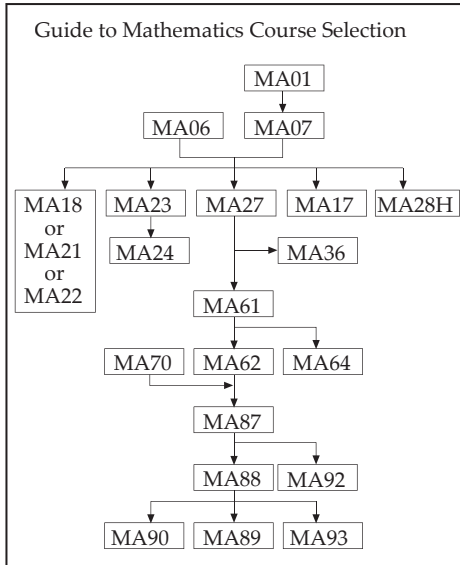 Guide to Mathematics Course Selection
MA01
MA06
MA07
MA18
or
MA21
or
MA22
MA23
MA27
MA17
MA28H
MA24
MA36
MA61
MA70
MA62
MA64
MA87
MA88
MA92
MA90
MA89
MA93